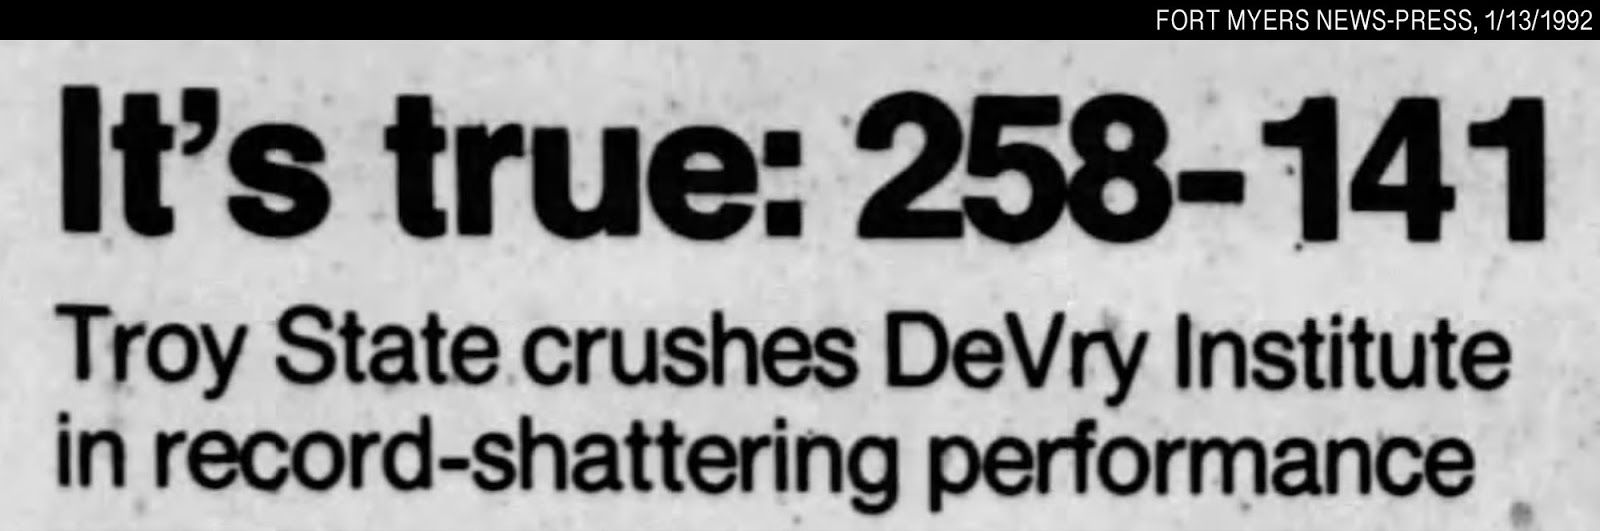 FORT MYERS NEWS-PRESS, 1/13/1992
It's true: 258-141
Troy State crushes DeVry Institute
in record-shattering performance